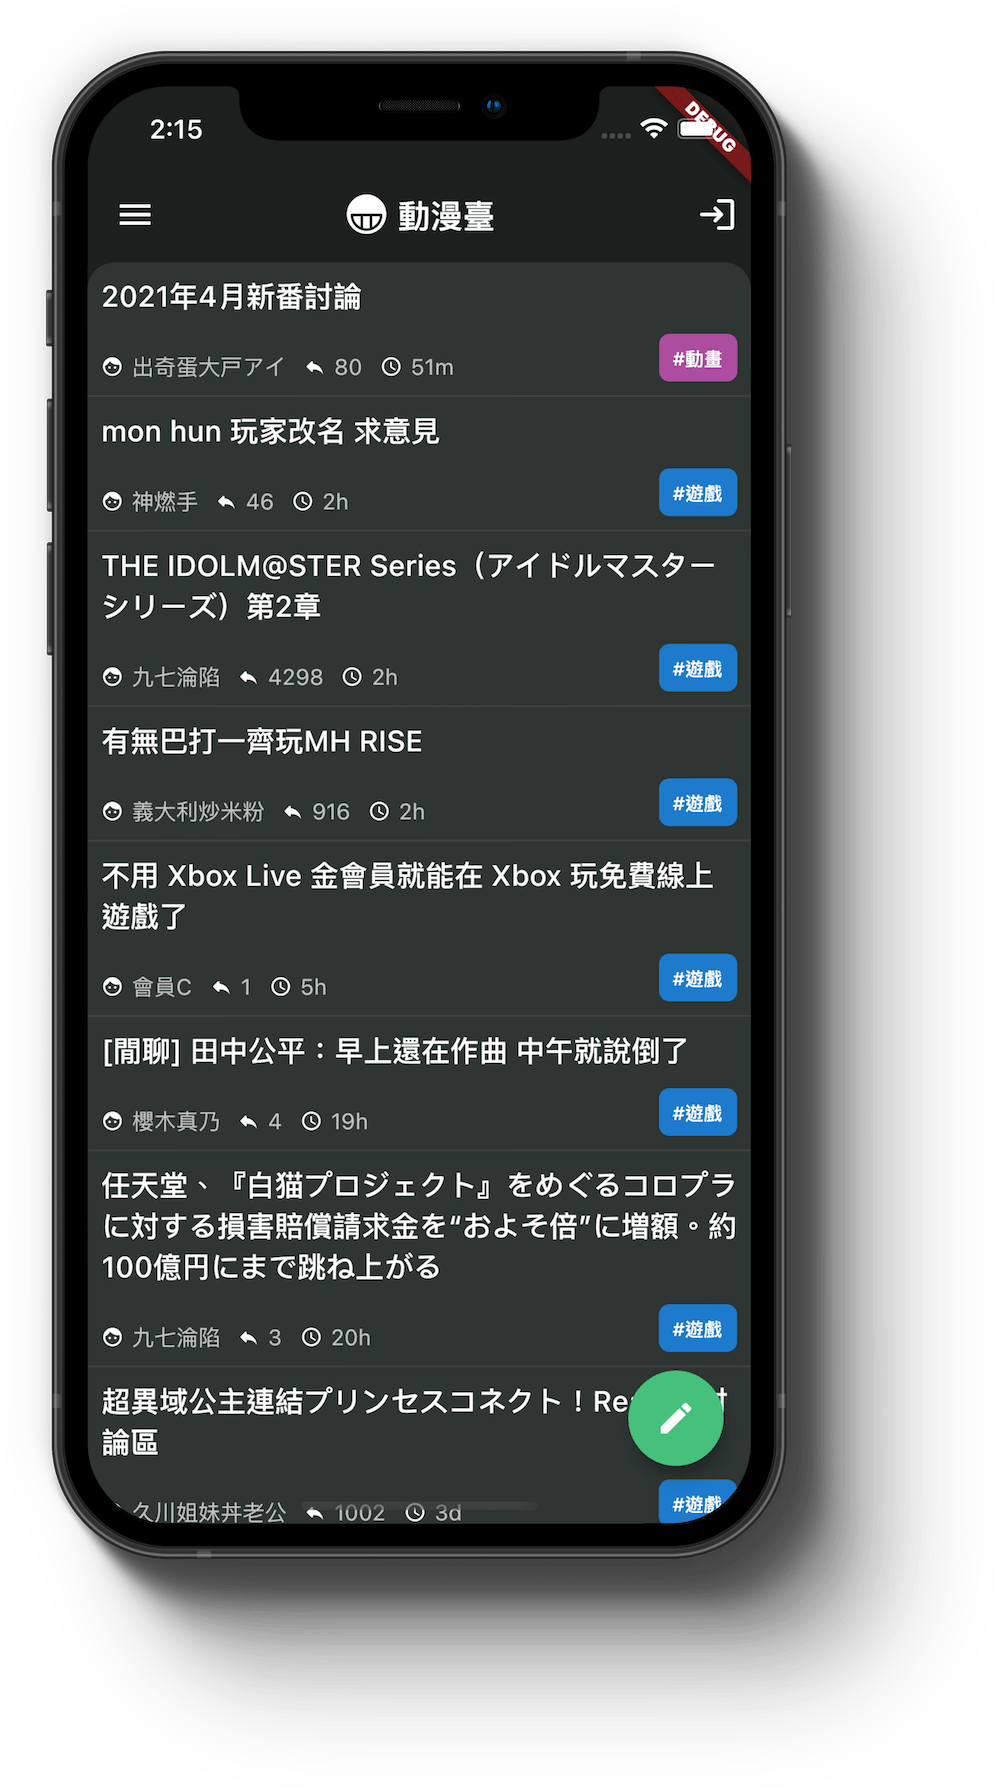 2:15
DEBUG
動漫臺
2021年4月新番討論
出奇蛋大戸アイ 80 51m
#動畫
mon hun 玩家改名 求意見
神燃手 46 2h
#遊戲
THE IDOLM@STER Series（アイドルマスター
シリーズ）第2章
九七淪陷 4298 2h
#遊戲
有無巴打一齊玩MH RISE
義大利炒米粉 916 2h
#遊戲
不用 Xbox Live 金會員就能在 Xbox 玩免費線上
遊戲了
會員C 1 5h
#遊戲
[閒聊] 田中公平：早上還在作曲 中午就說倒了
櫻木真乃 4 19h
#遊戲
任天堂、『白猫プロジェクト』をめぐるコロプラ
に対する損害賠償請求金を“およそ倍”に増額。約
100億円にまで跳ね上がる
九七淪陷 3 20h
#遊戲
超異域公主連結プリンセスコネクト！Re
論區
久川姐妹丼老公 1002 3d
#遊戲